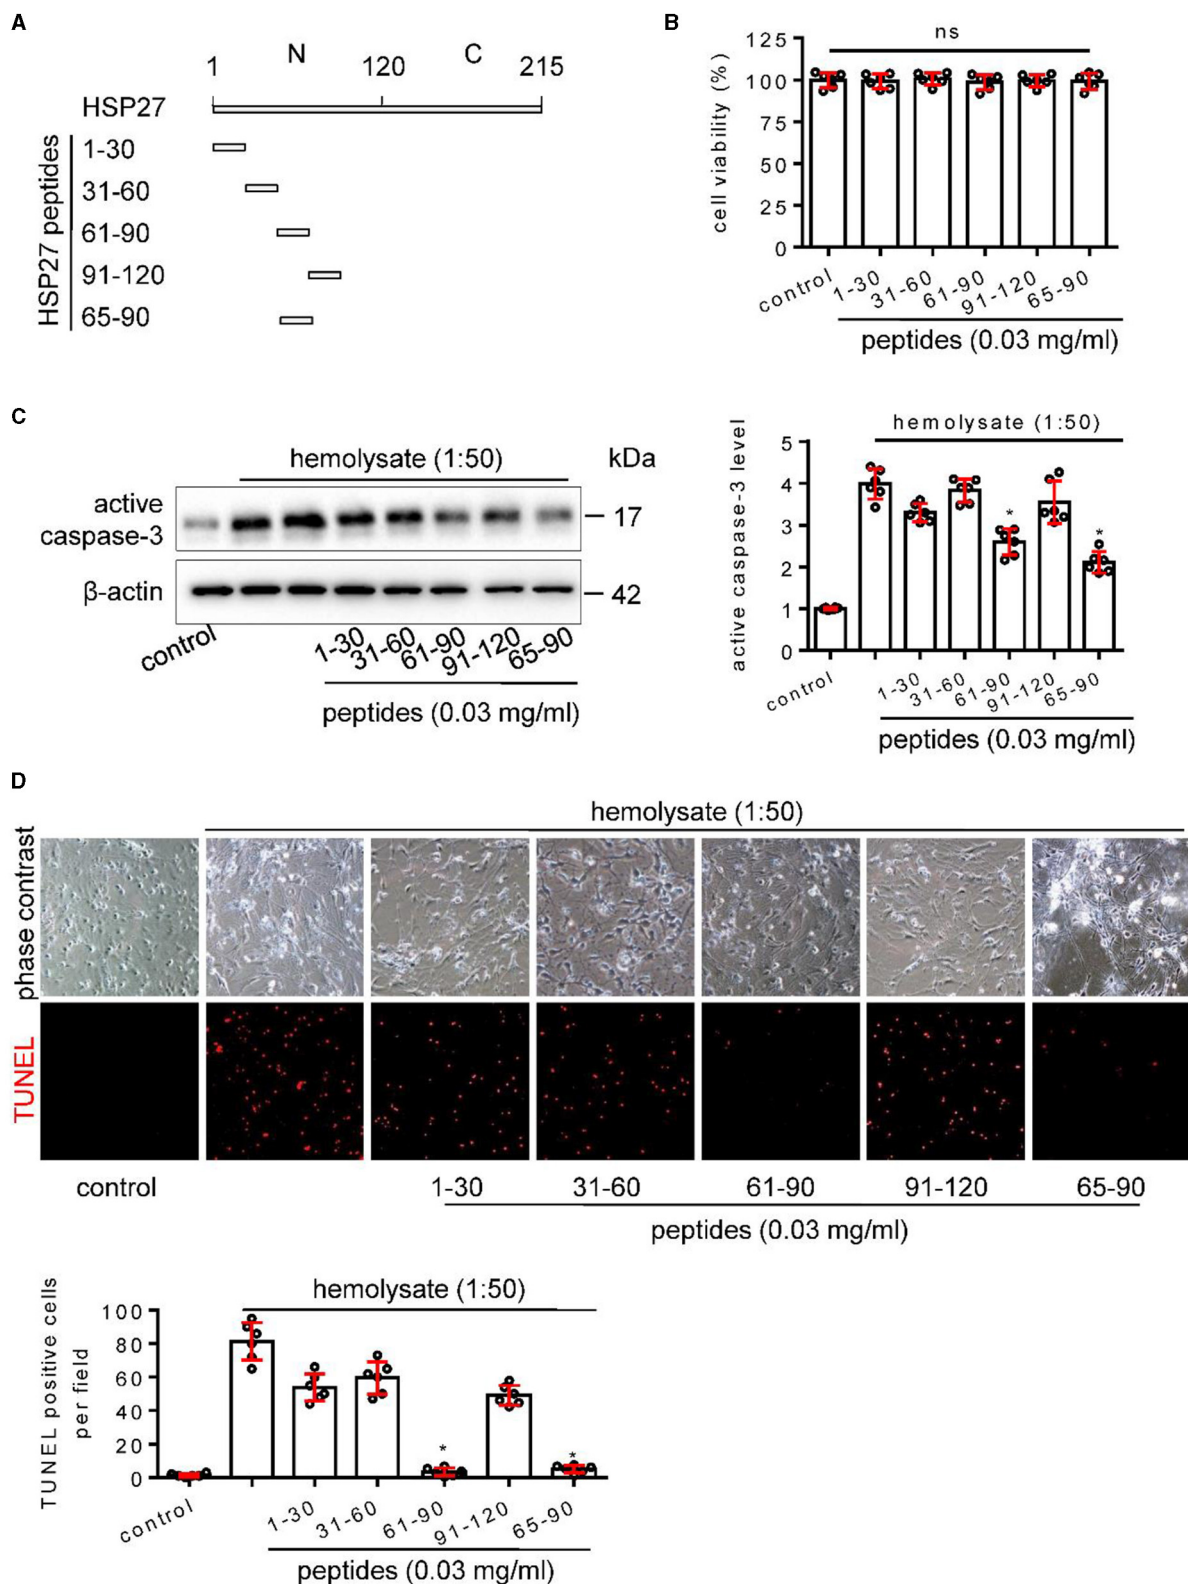 A
1 N 120 C 215
HSP27
HSP27 peptides
1-30
31-60
61-90
91-120
65-90
B
cell viability (%)
125
100
75
50
25
0
ns
control 1-30 31-60 61-90 91-120 65-90
peptides (0.03 mg/ml)
C
hemolysate (1:50) kDa
active
caspase-3
17
β-actin
42
control 1-30 31-60 61-90 91-120 65-90
peptides (0.03 mg/ml)
active caspase-3 level
hemolysate (1:50)
5
4
3
2
1
0
* *
control 1-30 31-60 61-90 91-120 65-90
peptides (0.03 mg/ml)
D
hemolysate (1:50)
phase contrast
TUNEL
control 1-30 31-60 61-90 91-120 65-90
peptides (0.03 mg/ml)
TUNEL positive cells
per field
hemolysate (1:50)
100
80
60
40
20
0
* *
control 1-30 31-60 61-90 91-120 65-90
peptides (0.03 mg/ml)